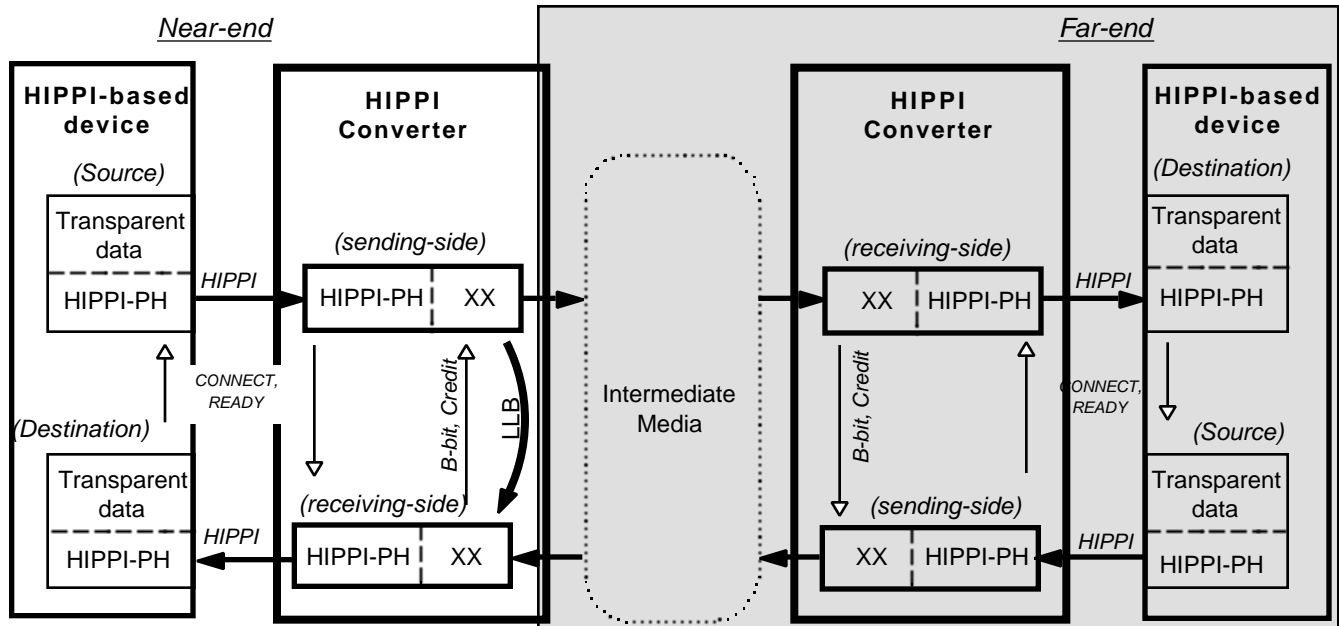 Near-end
Far-end
HIPPI-based
device
HIPPI
Converter
HIPPI
Converter
HIPPI-based
device
(Source)
(Destination)
Transparent
data
HIPPI-PH
HIPPI
(sending-side)
HIPPI-PH
XX
(receiving-side)
XX
HIPPI-PH
HIPPI
Transparent
data
HIPPI-PH
CONNECT,
READY
B-bit, Credit
LLB
Intermediate
Media
B-bit, Credit
CONNECT,
READY
(Destination)
(Source)
Transparent
data
HIPPI-PH
HIPPI
(receiving-side)
HIPPI-PH
XX
(sending-side)
XX
HIPPI-PH
HIPPI
Transparent
data
HIPPI-PH